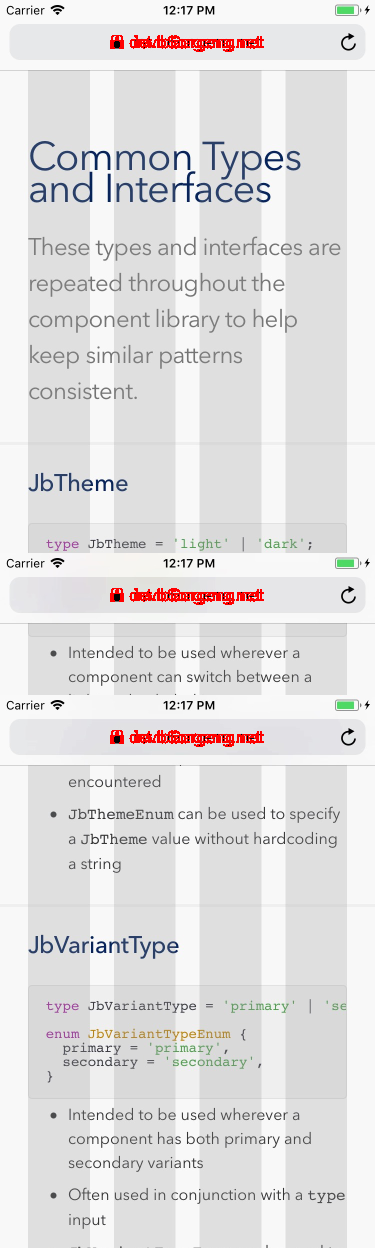 Carrier 12:17 PM
Common Types
and Interfaces
These types and interfaces are
repeated throughout the
component library to help
keep similar patterns
consistent.
JbTheme
type JbTheme = 'light' | 'dark';
Carrier 12:17 PM
Intended to be used wherever a
component can switch between a
Carrier 12:17 PM
encountered
JbThemeEnum can be used to specify
a JbTheme value without hardcoding
a string
JbVariantType
type JbVariantType = 'primary' | 'se
enum JbVariantTypeEnum {
primary = 'primary',
secondary = 'secondary',
}
Intended to be used wherever a
component has both primary and
secondary variants
Often used in conjunction with a type
input